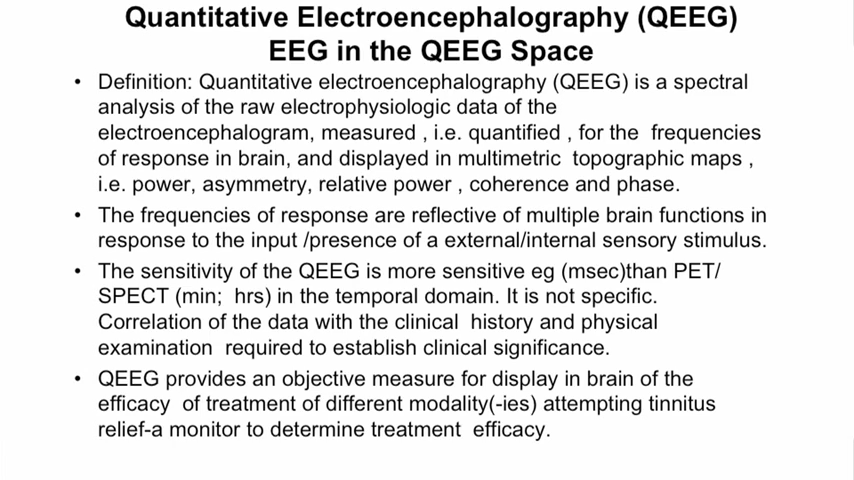 Quantitative Electroencephalography (QEEG)
EEG in the QEEG Space
• Definition: Quantitative electroencephalography (QEEG) is a spectral
analysis of the raw electrophysiologic data of the
electroencephalogram, measured , i.e. quantified , for the  frequencies
of response in brain, and displayed in multimetric  topographic maps ,
i.e. power, asymmetry, relative power , coherence and phase.
• The frequencies of response are reflective of multiple brain functions in
response to the input /presence of a external/internal sensory stimulus.
• The sensitivity of the QEEG is more sensitive eg (msec)than PET/
SPECT (min;  hrs) in the temporal domain. It is not specific.
Correlation of the data with the clinical  history and physical
examination  required to establish clinical significance.
• QEEG provides an objective measure for display in brain of the
efficacy  of treatment of different modality(-ies) attempting tinnitus
relief-a monitor to determine treatment  efficacy.